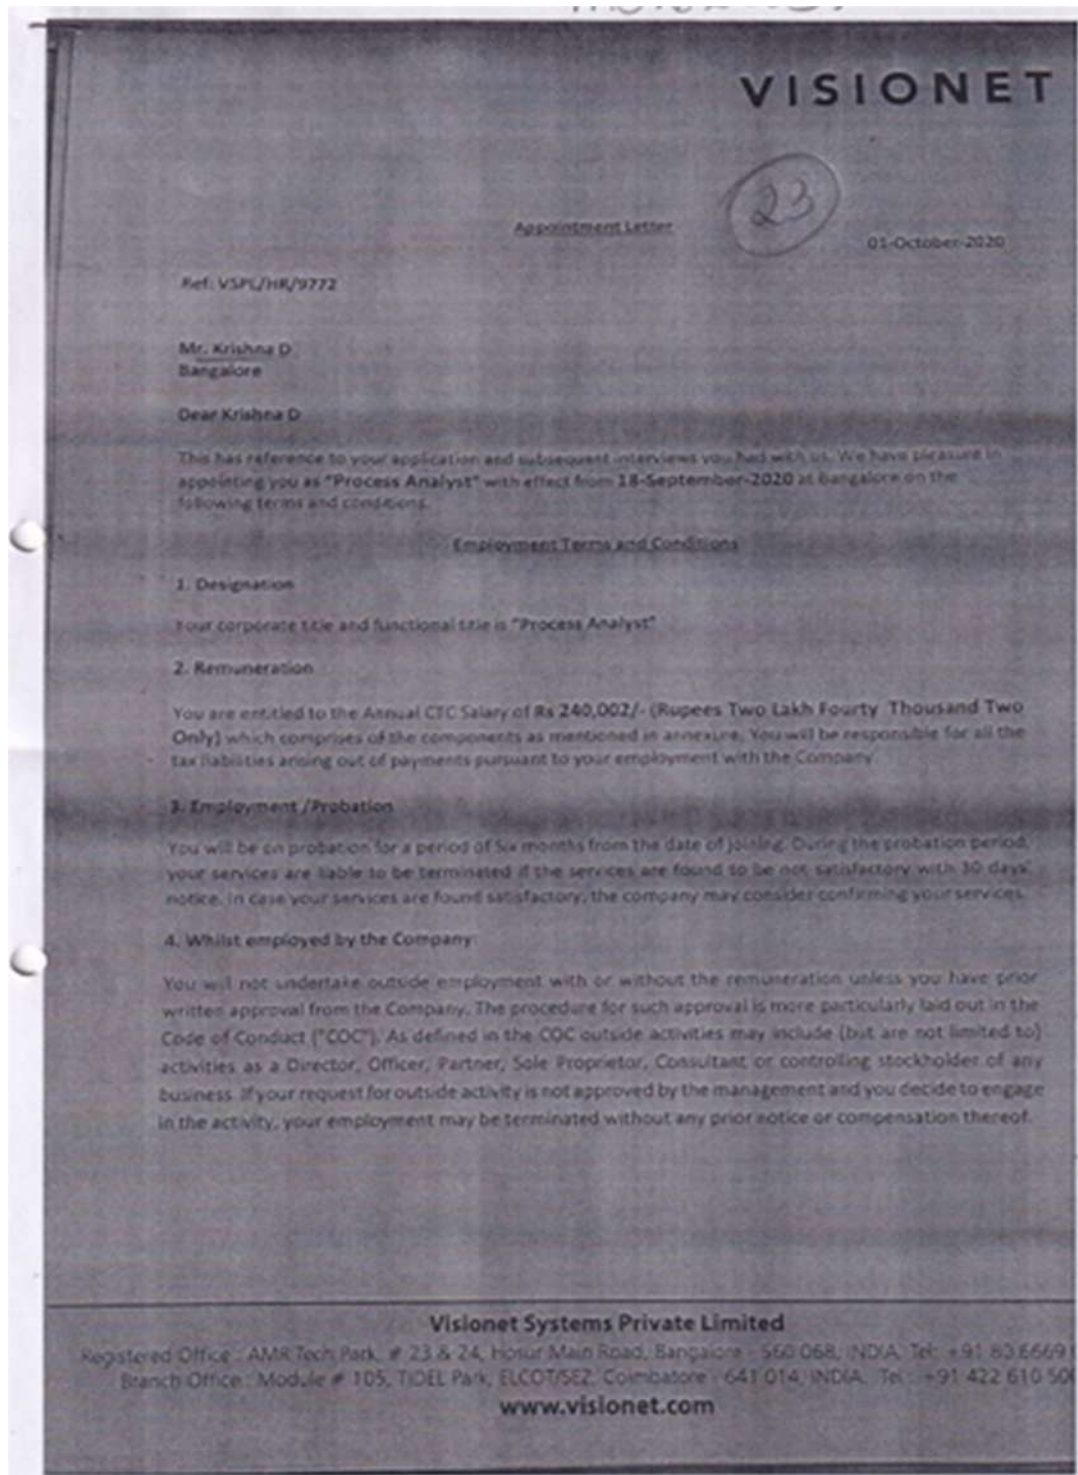 VISIONET
23
Appointment Letter
01-October-2020
Ref: VSPL/HR/9772
Mr. Krishna D
Bangalore
Dear Krishna D
This has reference to your application and subsequent interviews you had with us. We have pleasure in
appointing you as "Process Analyst" with effect from 18-September-2020 at Bangalore on the
following terms and conditions.
Employment Terms and Conditions
1. Designation
Your corporate title and functional title is "Process Analyst"
2. Remuneration
You are entitled to the Annual CTC Salary of Rs 240,002/- (Rupees Two Lakh Fourty Thousand Two
Only) which comprises of the components as mentioned in annexure. You will be responsible for all the
tax liabilities arising out of payments pursuant to your employment with the Company
3. Employment /Probation
You will be on probation for a period of Six months from the date of joining. During the probation period,
your services are liable to be terminated if the services are found to be not satisfactory with 30 days'
notice. In case your services are found satisfactory, the company may consider confirming your services.
4. Whilst employed by the Company:
You will not undertake outside employment with or without the remuneration unless you have prior
written approval from the Company. The procedure for such approval is more particularly laid out in the
Code of Conduct ("COC"). As defined in the COC outside activities may include (but are not limited to)
activities as a Director, Officer, Partner, Sole Proprietor, Consultant or controlling stockholder of any
business. If your request for outside activity is not approved by the management and you decide to engage
in the activity, your employment may be terminated without any prior notice or compensation thereof.
Visionet Systems Private Limited
Registered Office : AMR Tech Park, # 23 & 24, Hosur Main Road, Bangalore - 560 068, INDIA, Tel: +91 80 6669
Branch Office : Module # 105, TIDEL Park, ELCOT/SEZ, Coimbatore - 641 014, INDIA. Tel : +91 422 610 50
www.visionet.com